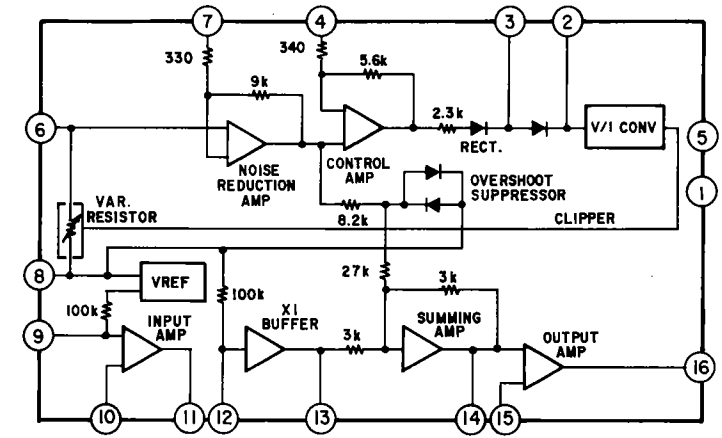 7
4
3
2
330
340
5.6k
9k
2.3k
6
V/I CONV
5
RECT.
NOISE
REDUCTION
AMP
CONTROL
AMP
OVERSHOOT
SUPPRESSOR
1
VAR.
RESISTOR
8.2k
CLIPPER
8
VREF
27k
3k
100k
100k
X1
BUFFER
SUMMING
AMP
9
INPUT
AMP
3k
OUTPUT
AMP
16
10
11
12
13
14
15